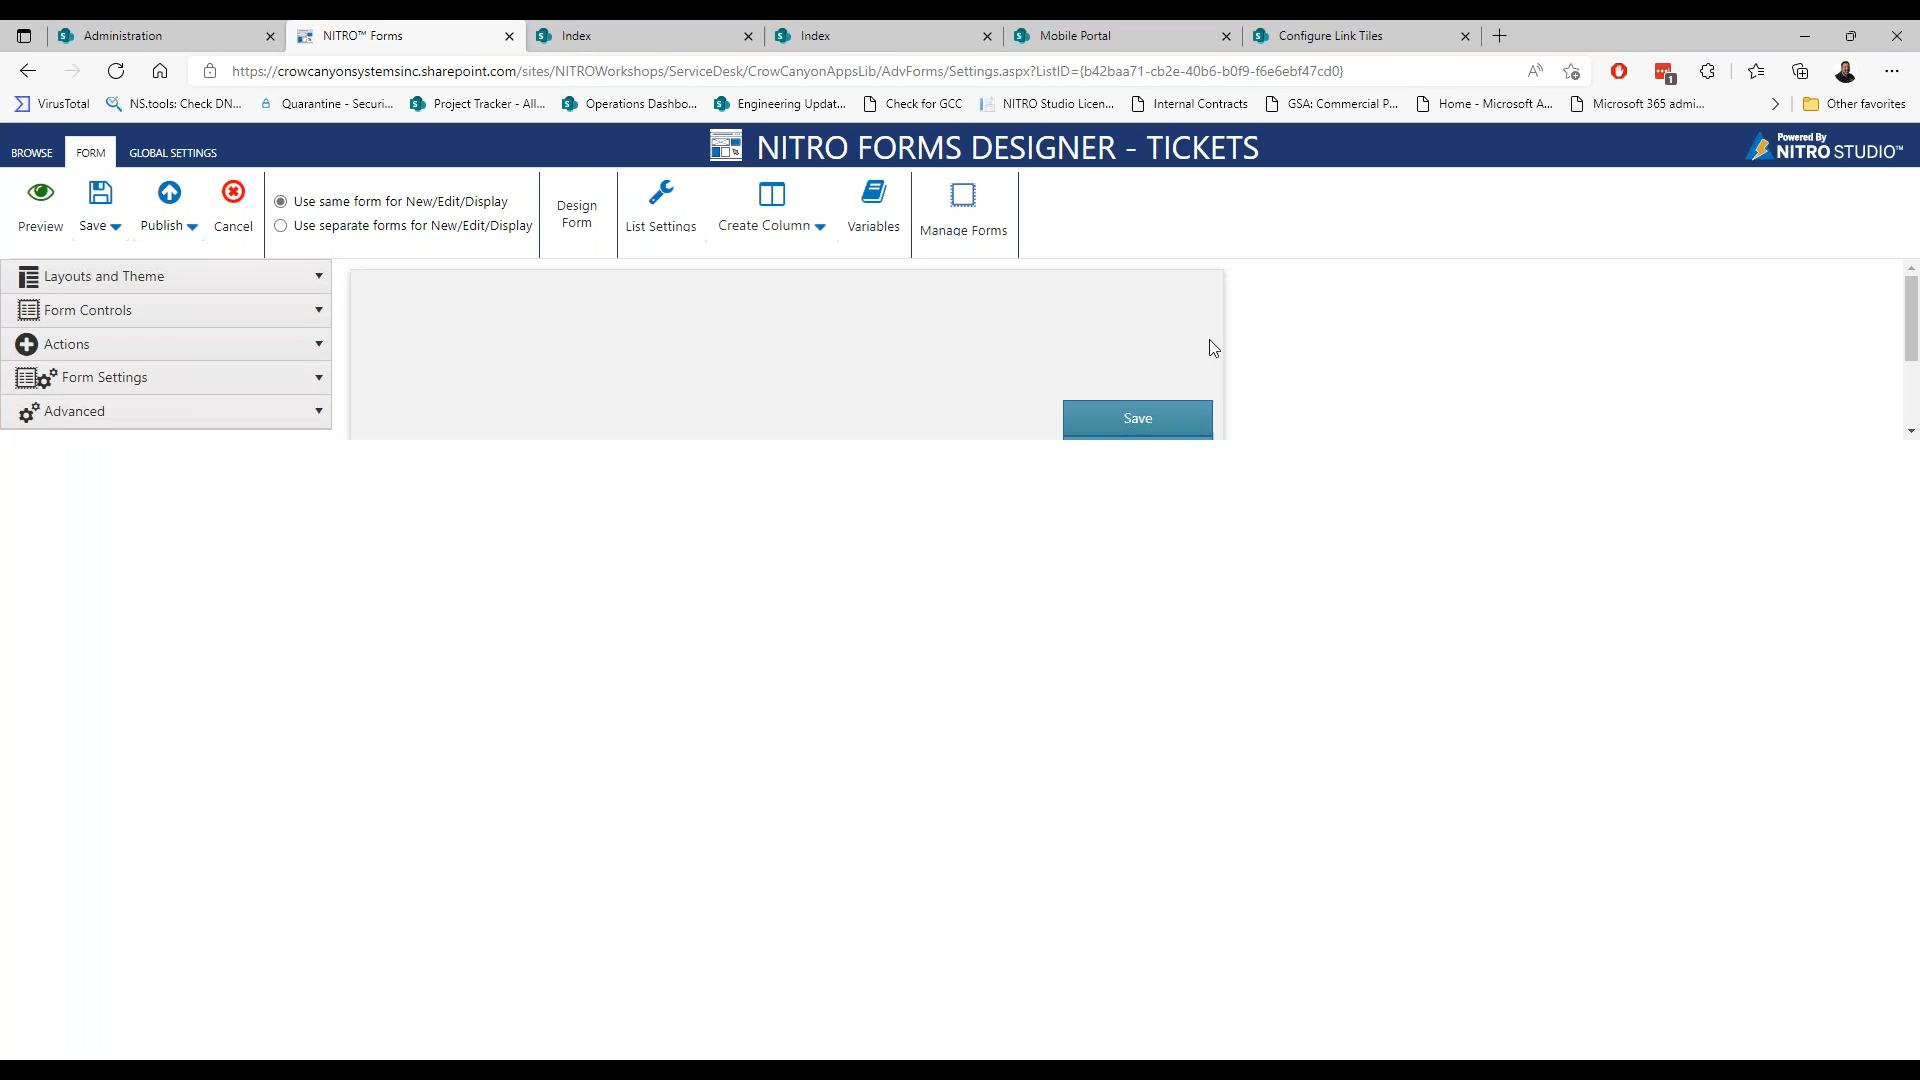 Administration
NITRO™ Forms
Index
Index
Mobile Portal
Configure Link Tiles
https://crowcanyonsystemsinc.sharepoint.com/sites/NITROWorkshops/ServiceDesk/CrowCanyonAppsLib/AdvForms/Settings.aspx?ListID={b42baa71-cb2e-40b6-b0f9-f6e6ebf47cd0}
1
VirusTotal
NS.tools: Check DN...
Quarantine - Securi...
Project Tracker - All...
Operations Dashbo...
Engineering Updat...
Check for GCC
NITRO Studio Licen...
Internal Contracts
GSA: Commercial P...
Home - Microsoft A...
Microsoft 365 admi...
Other favorites
BROWSE
FORM
GLOBAL SETTINGS
NITRO FORMS DESIGNER - TICKETS
Powered By
NITRO STUDIO™
Preview
Save
Publish
Cancel
Use same form for New/Edit/Display
Use separate forms for New/Edit/Display
Design
Form
List Settings
Create Column
Variables
Manage Forms
Layouts and Theme
Form Controls
Actions
Form Settings
Advanced
Save